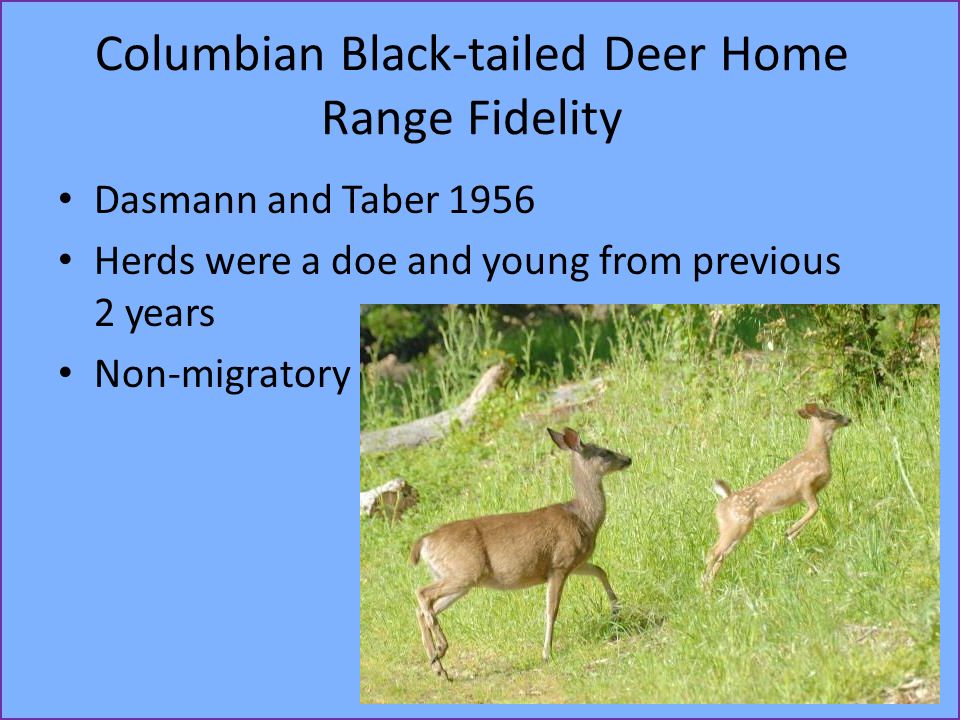 Columbian Black-tailed Deer Home
Range Fidelity
• Dasmann and Taber 1956
• Herds were a doe and young from previous
2 years
• Non-migratory